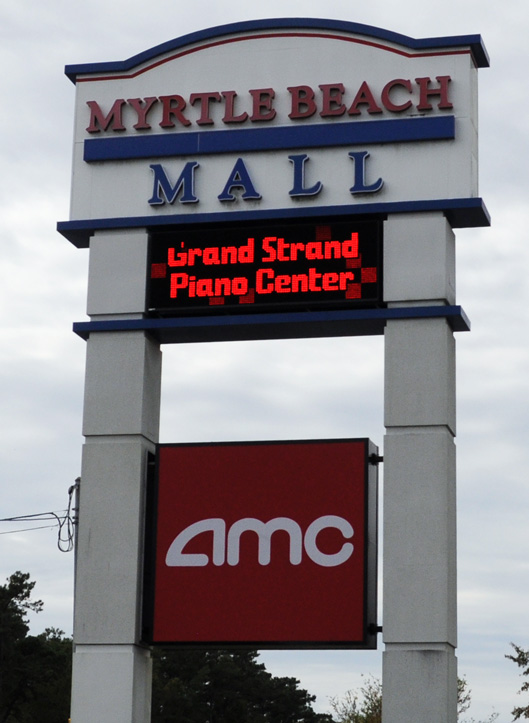 MYRTLE BEACH
MALL
Grand Strand
Piano Center
amc